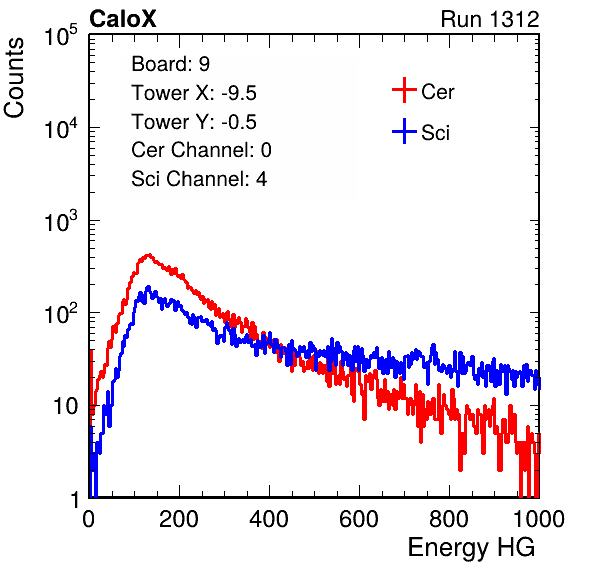 CaloX Run 1312
Counts
10^5
10^4
10^3
10^2
10
1
Board: 9
Tower X: -9.5
Tower Y: -0.5
Cer Channel: 0
Sci Channel: 4
Cer
Sci
0 200 400 600 800 1000
Energy HG